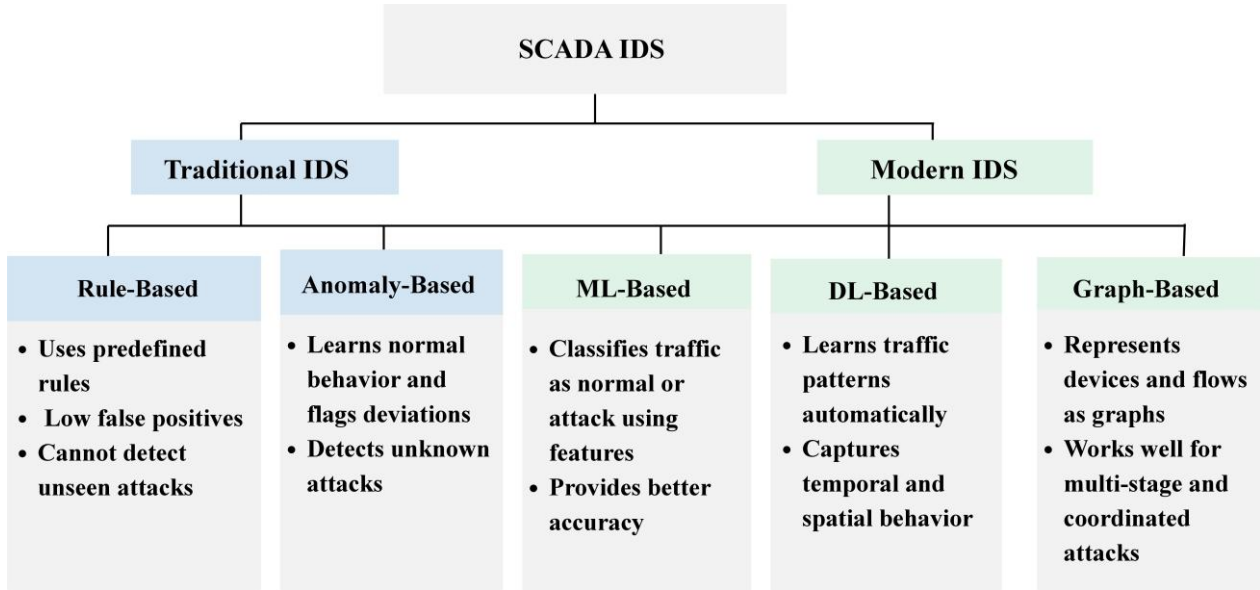 SCADA IDS
Traditional IDS
Modern IDS
Rule-Based
• Uses predefined
rules
• Low false positives
• Cannot detect
unseen attacks
Anomaly-Based
• Learns normal
behavior and
flags deviations
• Detects unknown
attacks
ML-Based
• Classifies traffic
as normal or
attack using
features
• Provides better
accuracy
DL-Based
• Learns traffic
patterns
automatically
• Captures
temporal and
spatial behavior
Graph-Based
• Represents
devices and flows
as graphs
• Works well for
multi-stage and
coordinated
attacks